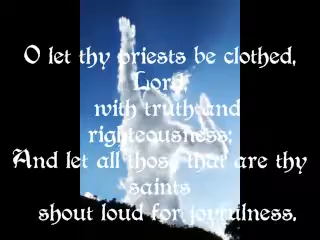 O let thy priests be clothed,
Lord,
with truth and
righteousness:
And let all those that are thy
saints
shout loud for joyfulness.